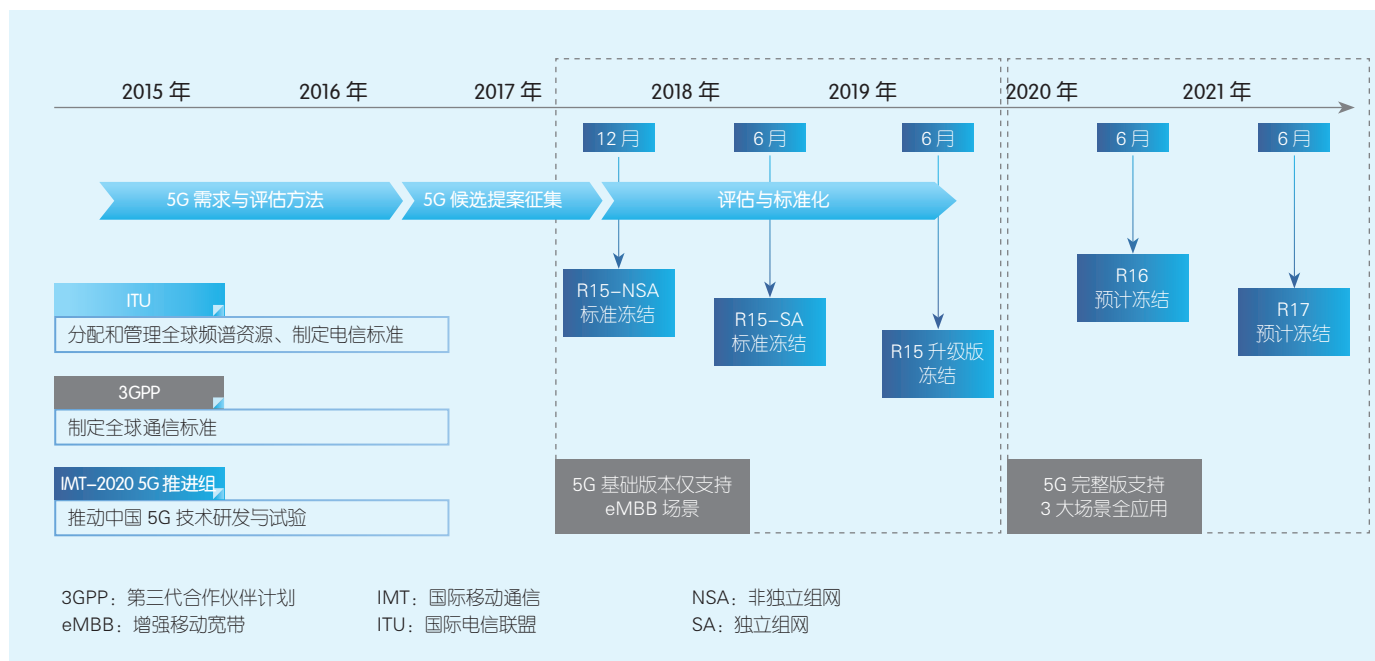 2015 年 2016 年 2017 年 2018 年 2019 年 2020 年 2021 年
12 月 6 月 6 月 6 月 6 月
5G 需求与评估方法 5G 候选提案征集 评估与标准化
R15–NSA
标准冻结
R15–SA
标准冻结
R15 升级版
冻结
R16
预计冻结
R17
预计冻结
ITU
分配和管理全球频谱资源、制定电信标准
3GPP
制定全球通信标准
IMT–2020 5G 推进组
推动中国 5G 技术研发与试验
5G 基础版本仅支持
eMBB 场景
5G 完整版支持
3 大场景全应用
3GPP：第三代合作伙伴计划 IMT：国际移动通信 NSA：非独立组网
eMBB：增强移动宽带 ITU：国际电信联盟 SA：独立组网